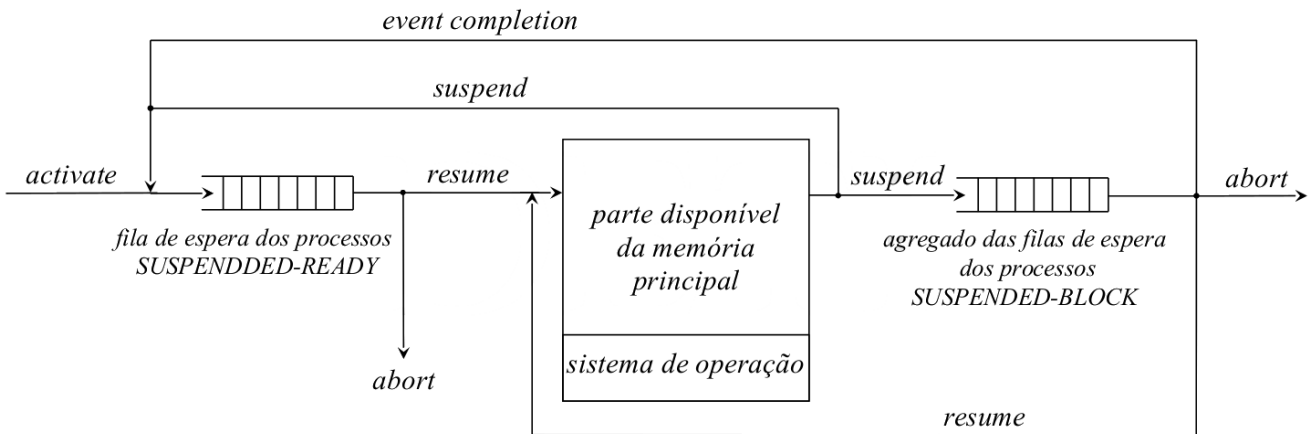 event completion
suspend
activate
resume
suspend
abort
fila de espera dos processos
SUSPENDDED-READY
parte disponível
da memória
principal
agregado das filas de espera
dos processos
SUSPENDED-BLOCK
sistema de operação
abort
resume